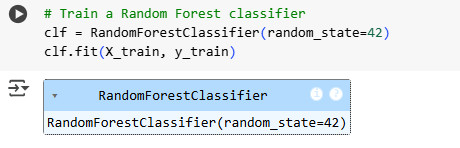 # Train a Random Forest classifier
clf = RandomForestClassifier(random_state=42)
clf.fit(X_train, y_train)
RandomForestClassifier
RandomForestClassifier(random_state=42)